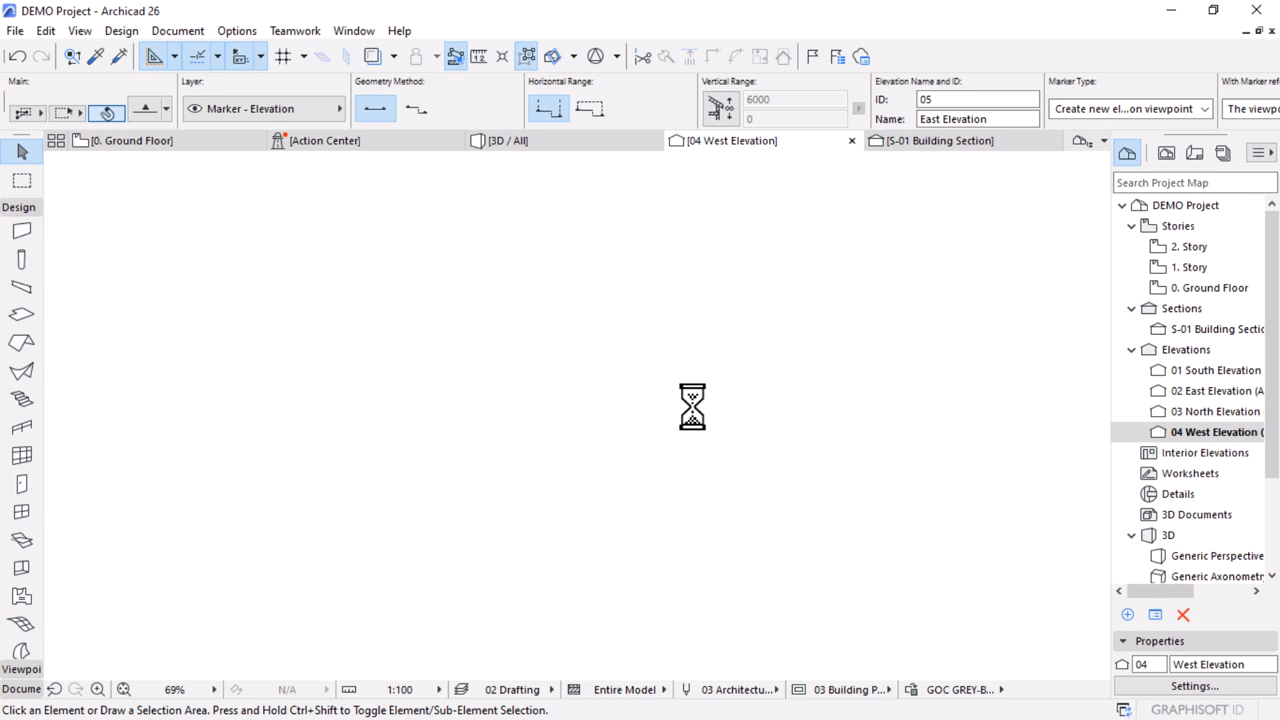 DEMO Project - Archicad 26
File Edit View Design Document Options Teamwork Window Help
Main: Layer: Geometry Method: Horizontal Range: Vertical Range: Elevation Name and ID: Marker Type: With Marker ref
Marker - Elevation 6000 0 ID: 05 Create new el...on viewpoint The viewp
Name: East Elevation
[0. Ground Floor] [Action Center] [3D / All] [04 West Elevation] [S-01 Building Section]
Search Project Map
Design
DEMO Project
Stories
2. Story
1. Story
0. Ground Floor
Sections
S-01 Building Sectio
Elevations
01 South Elevation
02 East Elevation (A
03 North Elevation
04 West Elevation (
Interior Elevations
Worksheets
Details
3D Documents
3D
Generic Perspective
Generic Axonometr
Properties
04 West Elevation
Settings...
Viewpoi
Docume 69% N/A 1:100 02 Drafting Entire Model 03 Architectu... 03 Building P... GOC GREY-B...
Click an Element or Draw a Selection Area. Press and Hold Ctrl+Shift to Toggle Element/Sub-Element Selection.
GRAPHISOFT ID